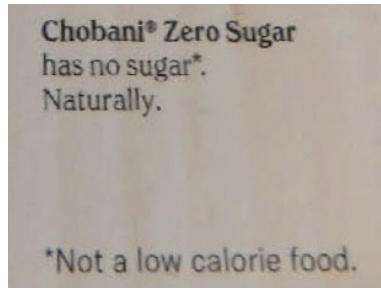 Chobani® Zero Sugar
has no sugar*.
Naturally.
*Not a low calorie food.